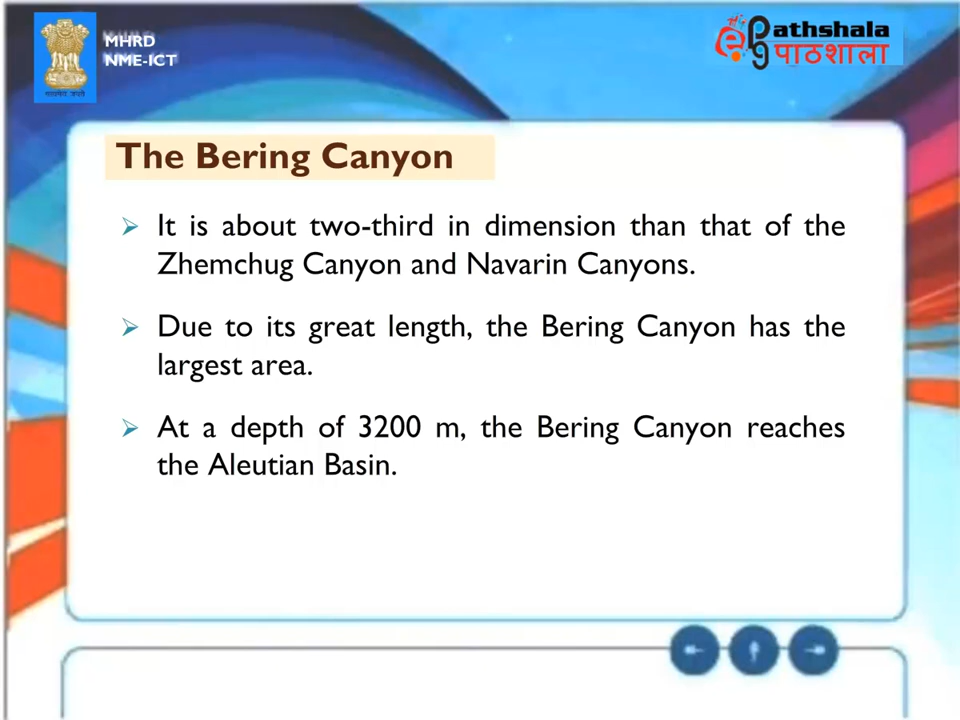 MHRD
NME-ICT
Pathshala
पाठशाला
The Bering Canyon
It is about two-third in dimension than that of the
Zhemchug Canyon and Navarin Canyons.
Due to its great length, the Bering Canyon has the
largest area.
At a depth of 3200 m, the Bering Canyon reaches
the Aleutian Basin.